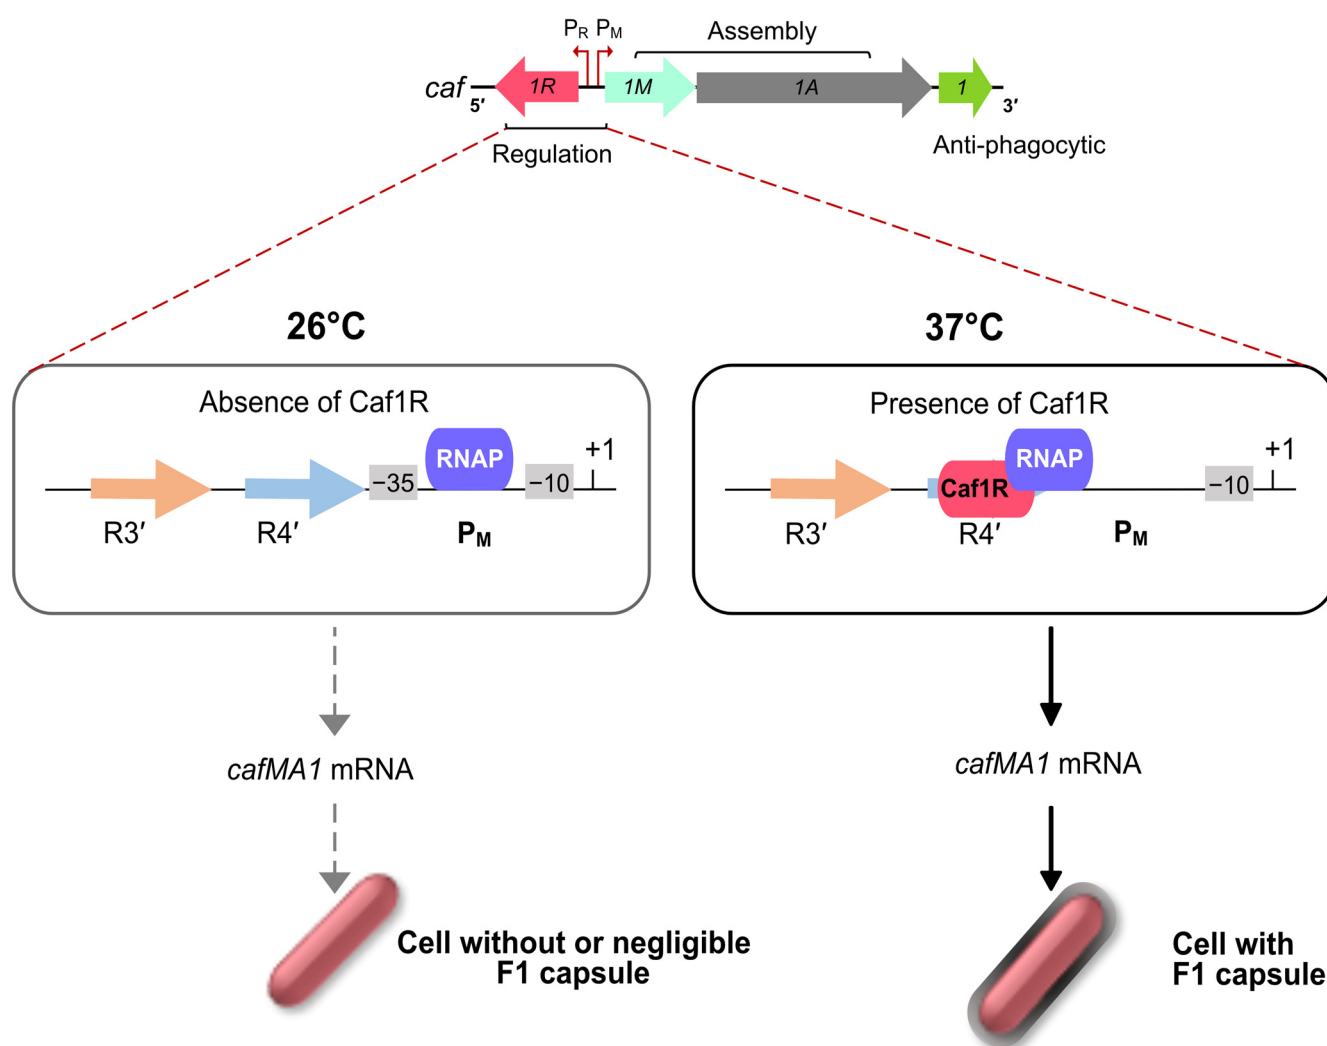 P_R P_M
Assembly
caf 1R 1M 1A 1
5′ 3′
Regulation
Anti-phagocytic
26°C
Absence of Caf1R
RNAP
+1
−35 −10
R3′ R4′ P_M
cafMA1 mRNA
Cell without or negligible
F1 capsule
37°C
Presence of Caf1R
RNAP
+1
Caf1R −10
R3′ R4′ P_M
cafMA1 mRNA
Cell with
F1 capsule